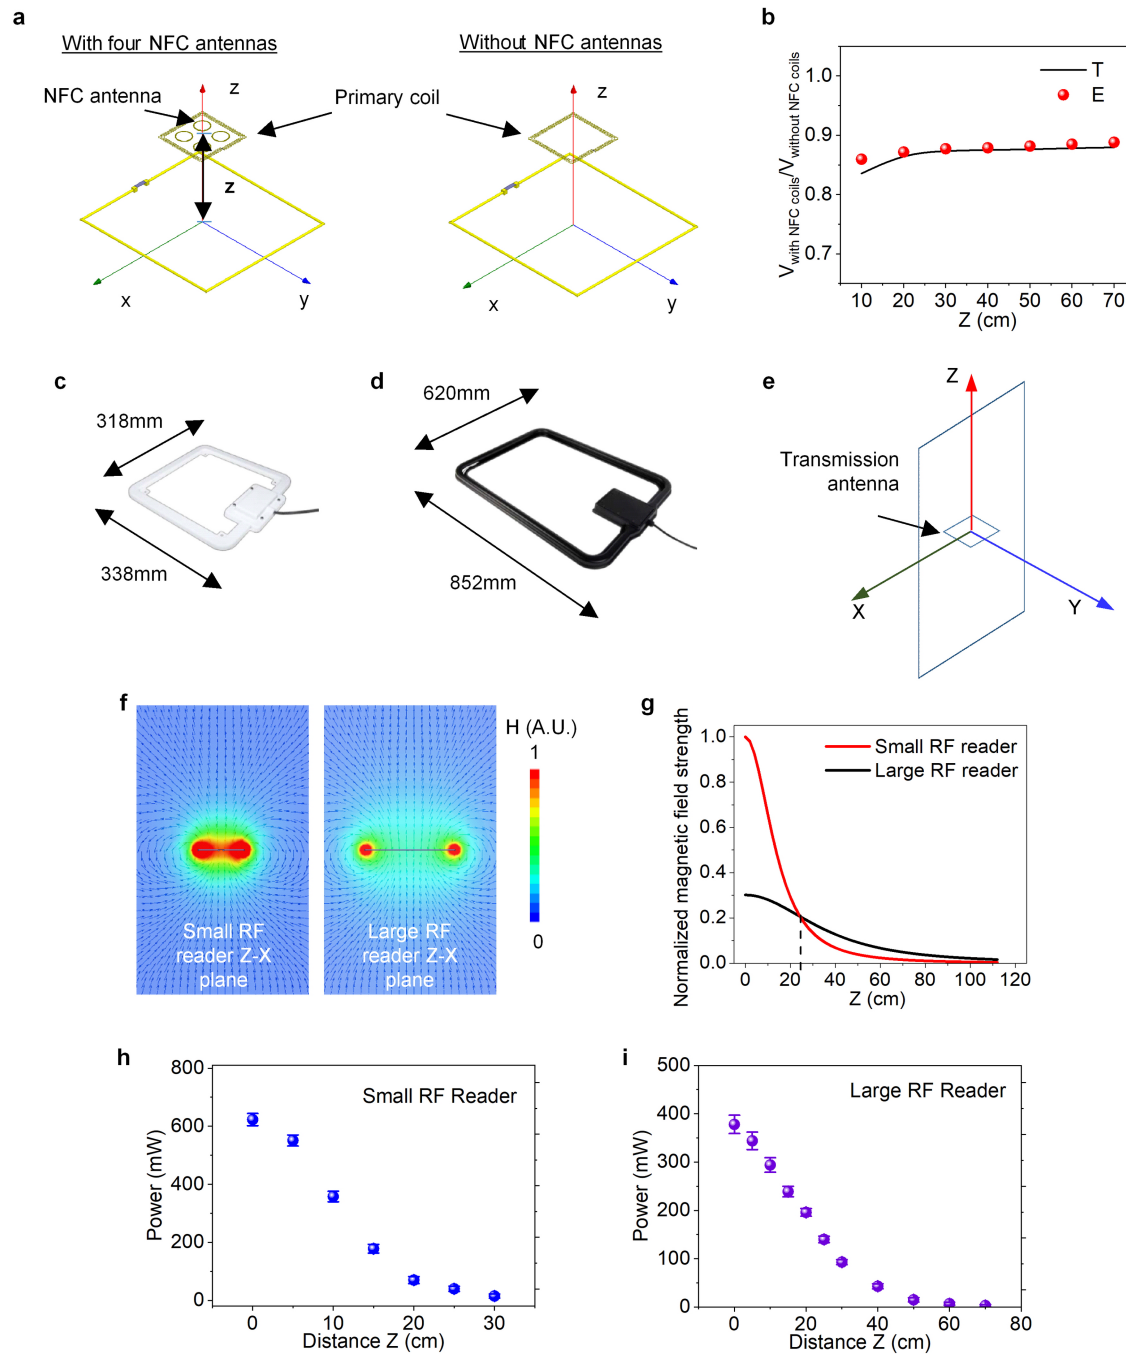 a
With four NFC antennas
Without NFC antennas
NFC antenna
z
Primary coil
z
z
x
y
x
y
b
V with NFC coils/V without NFC coils
1.0
0.9
0.8
0.7
T
E
10 20 30 40 50 60 70
Z (cm)
c
318mm
338mm
d
620mm
852mm
e
Z
Transmission
antenna
X
Y
f
Small RF
reader Z-X
plane
Large RF
reader Z-X
plane
H (A.U.)
1
0
g
Normalized magnetic field strength
1.0
0.8
0.6
0.4
0.2
0.0
Small RF reader
Large RF reader
0 20 40 60 80 100 120
Z (cm)
h
Power (mW)
800
600
400
200
0
Small RF Reader
0 10 20 30
Distance Z (cm)
i
Power (mW)
500
400
300
200
100
0
Large RF Reader
0 20 40 60 80
Distance Z (cm)